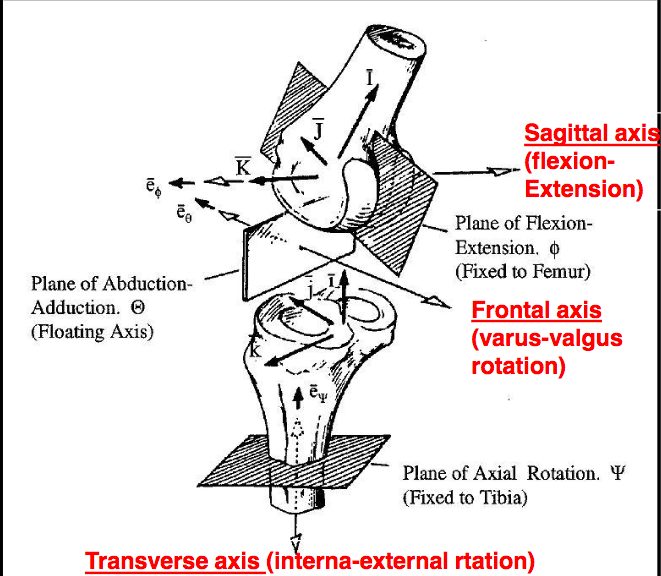 Ī
J̄
K̄
ē_ϕ
ē_θ
Sagittal axis
(flexion-
Extension)
Plane of Flexion-
Extension. ϕ
(Fixed to Femur)
Plane of Abduction-
Adduction. Θ
(Floating Axis)
j
ī
k
Frontal axis
(varus-valgus
rotation)
ē_Ψ
Plane of Axial Rotation. Ψ
(Fixed to Tibia)
Transverse axis (interna-external rtation)